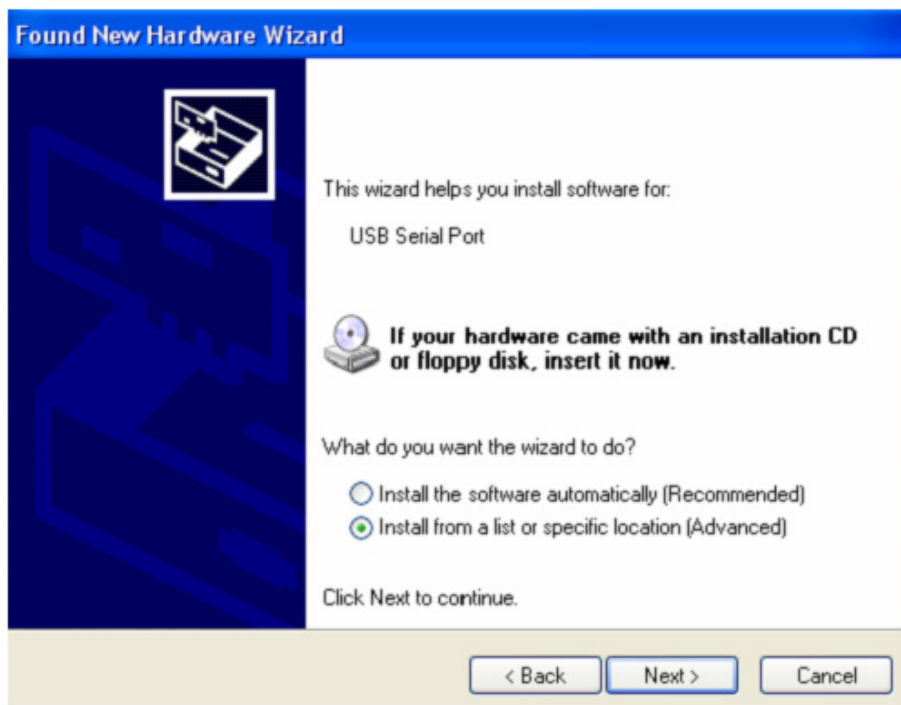 Found New Hardware Wizard
This wizard helps you install software for:
USB Serial Port
If your hardware came with an installation CD
or floppy disk, insert it now.
What do you want the wizard to do?
Install the software automatically (Recommended)
Install from a list or specific location (Advanced)
Click Next to continue.
< Back
Next >
Cancel